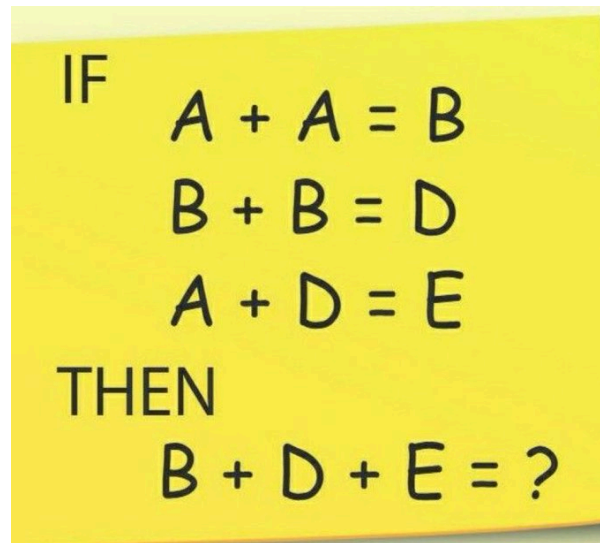 IF
A + A = B
B + B = D
A + D = E
THEN
B + D + E = ?